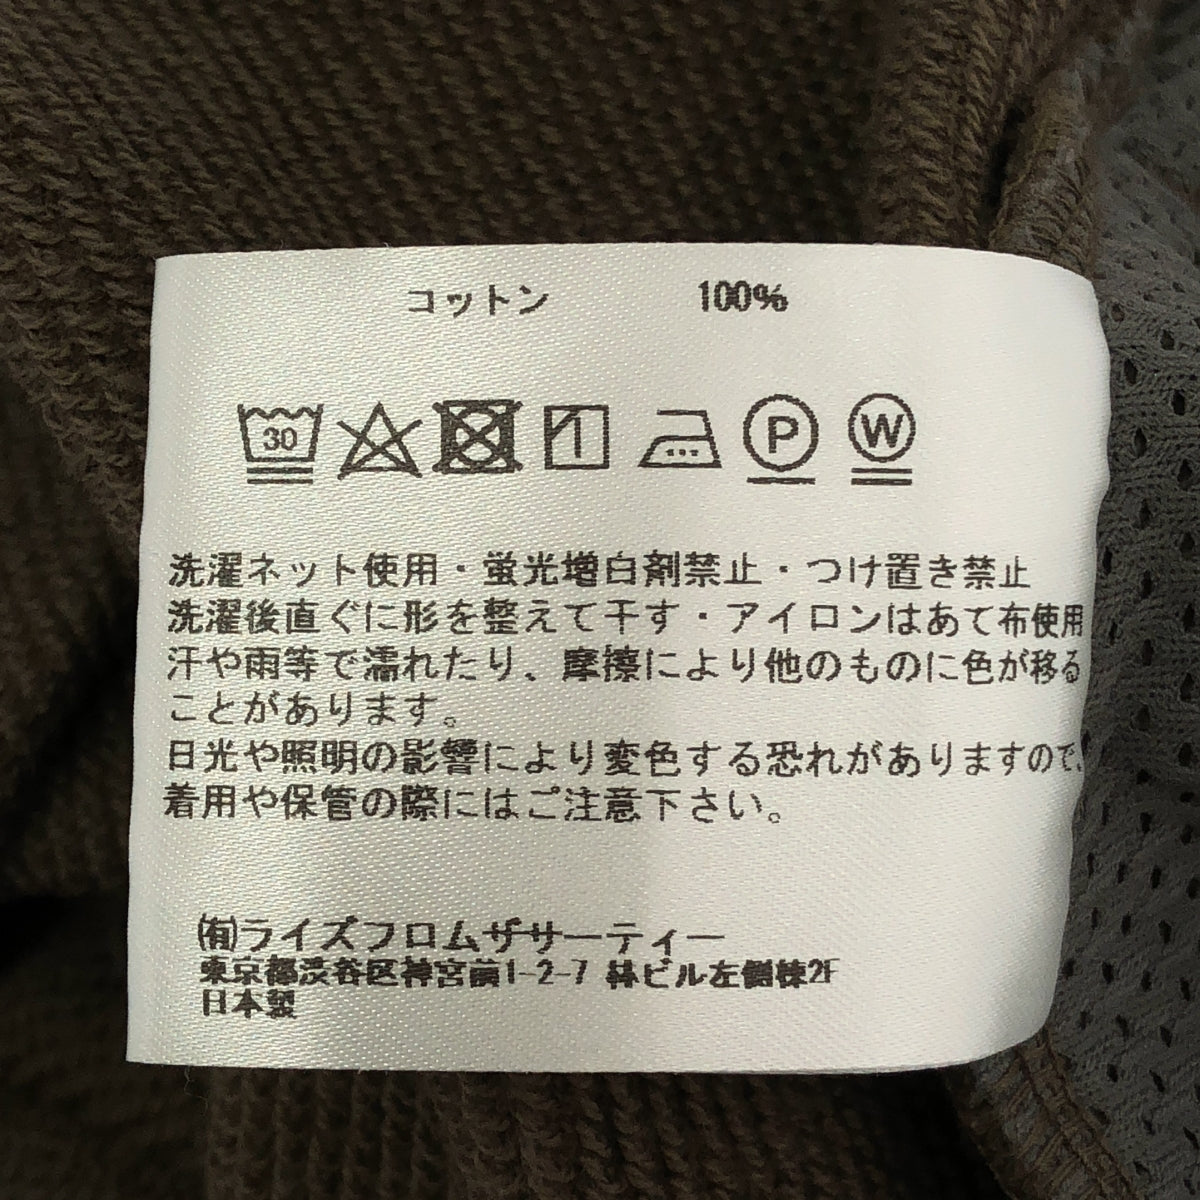 コットン 100%
30 P W
洗濯ネット使用・蛍光増白剤禁止・つけ置き禁止
洗濯後直ぐに形を整えて干す・アイロンはあて布使用
汗や雨等で濡れたり、摩擦により他のものに色が移る
ことがあります。
日光や照明の影響により変色する恐れがありますので、
着用や保管の際にはご注意下さい。
㈲ライズフロムザサーティー
東京都渋谷区神宮前1-2-7 林ビル左側棟2F
日本製